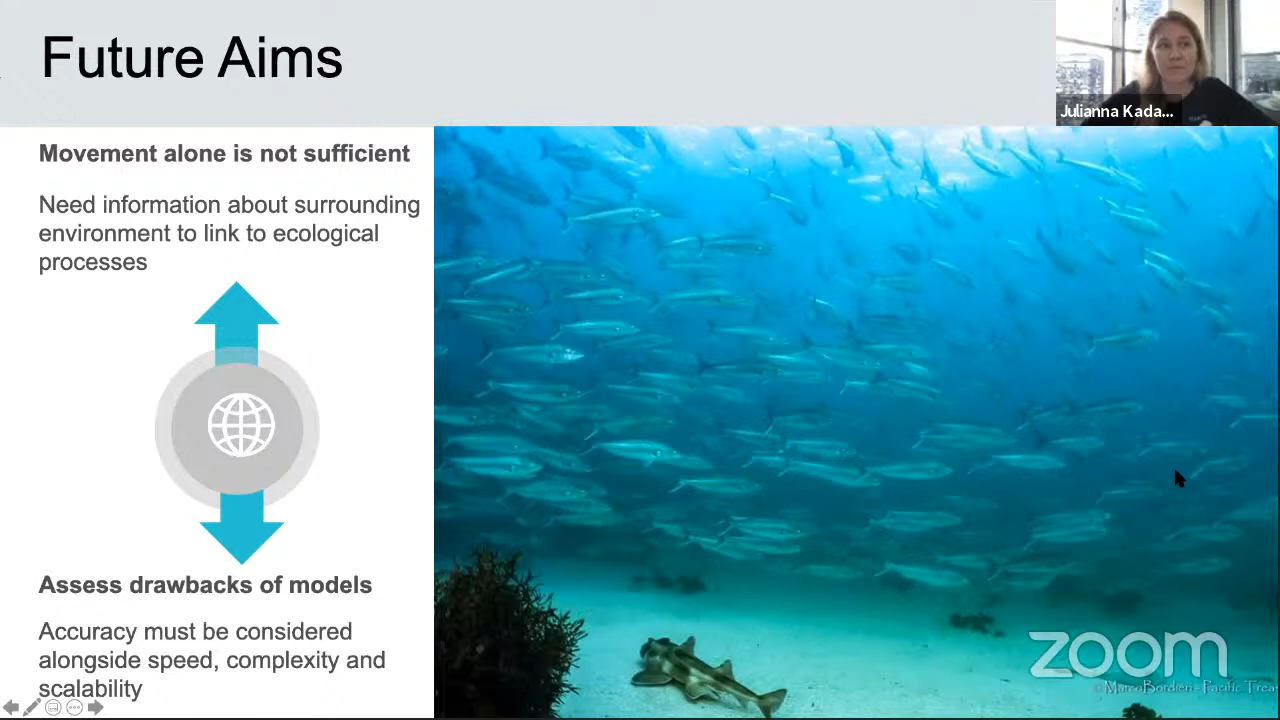 Future Aims
Julianna Kada...
Movement alone is not sufficient
Need information about surrounding
environment to link to ecological
processes
Assess drawbacks of models
Accuracy must be considered
alongside speed, complexity and
scalability
zoom
Pacific